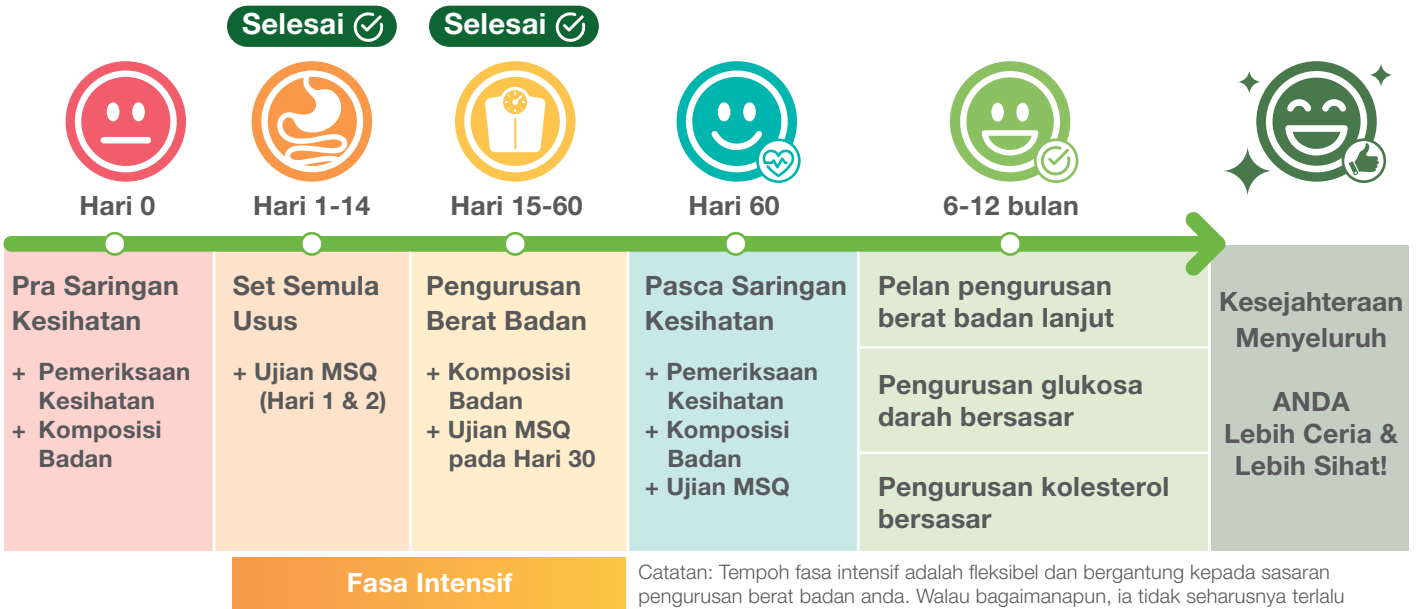 Selesai
Selesai
Hari 0
Hari 1-14
Hari 15-60
Hari 60
6-12 bulan
Pra Saringan
Kesihatan
+ Pemeriksaan
Kesihatan
+ Komposisi
Badan
Set Semula
Usus
+ Ujian MSQ
(Hari 1 & 2)
Pengurusan
Berat Badan
+ Komposisi
Badan
+ Ujian MSQ
pada Hari 30
Pasca Saringan
Kesihatan
+ Pemeriksaan
Kesihatan
+ Komposisi
Badan
+ Ujian MSQ
Pelan pengurusan
berat badan lanjut
Pengurusan glukosa
darah bersasar
Pengurusan kolesterol
bersasar
Kesejahteraan
Menyeluruh
ANDA
Lebih Ceria &
Lebih Sihat!
Fasa Intensif
Catatan: Tempoh fasa intensif adalah fleksibel dan bergantung kepada sasaran
pengurusan berat badan anda. Walau bagaimanapun, ia tidak seharusnya terlalu